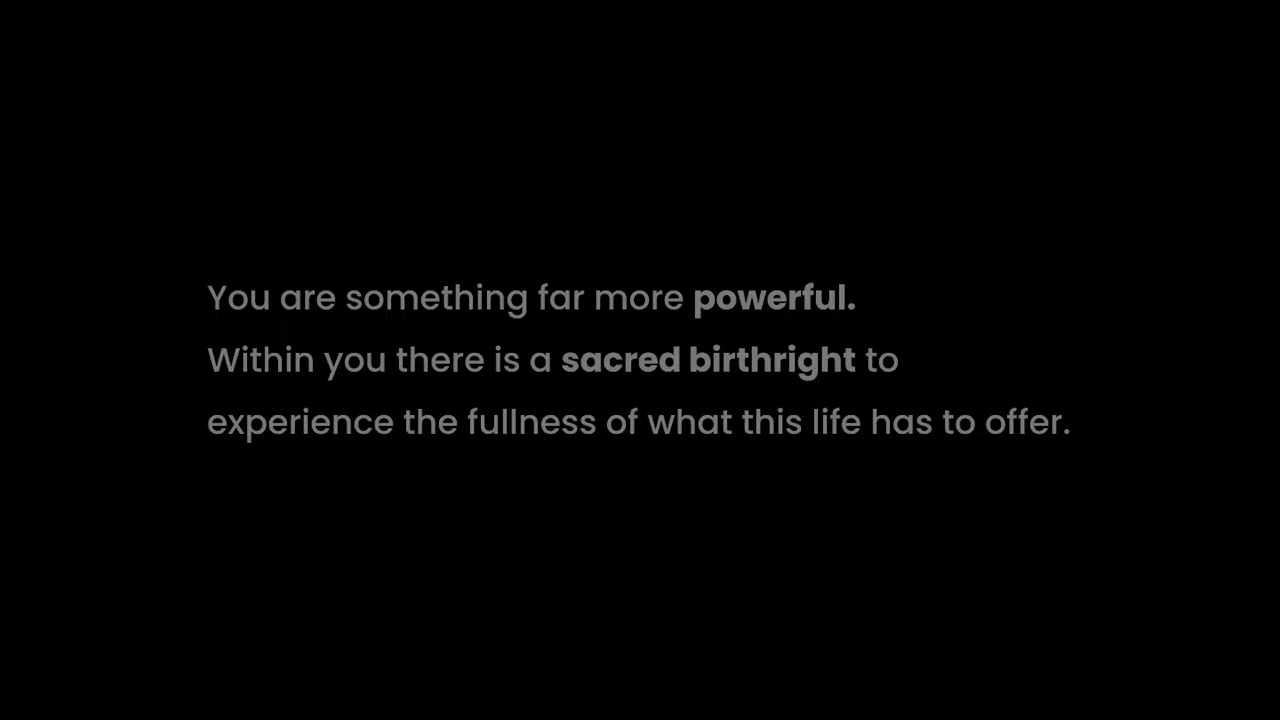 You are something far more powerful.
Within you there is a sacred birthright to
experience the fullness of what this life has to offer.